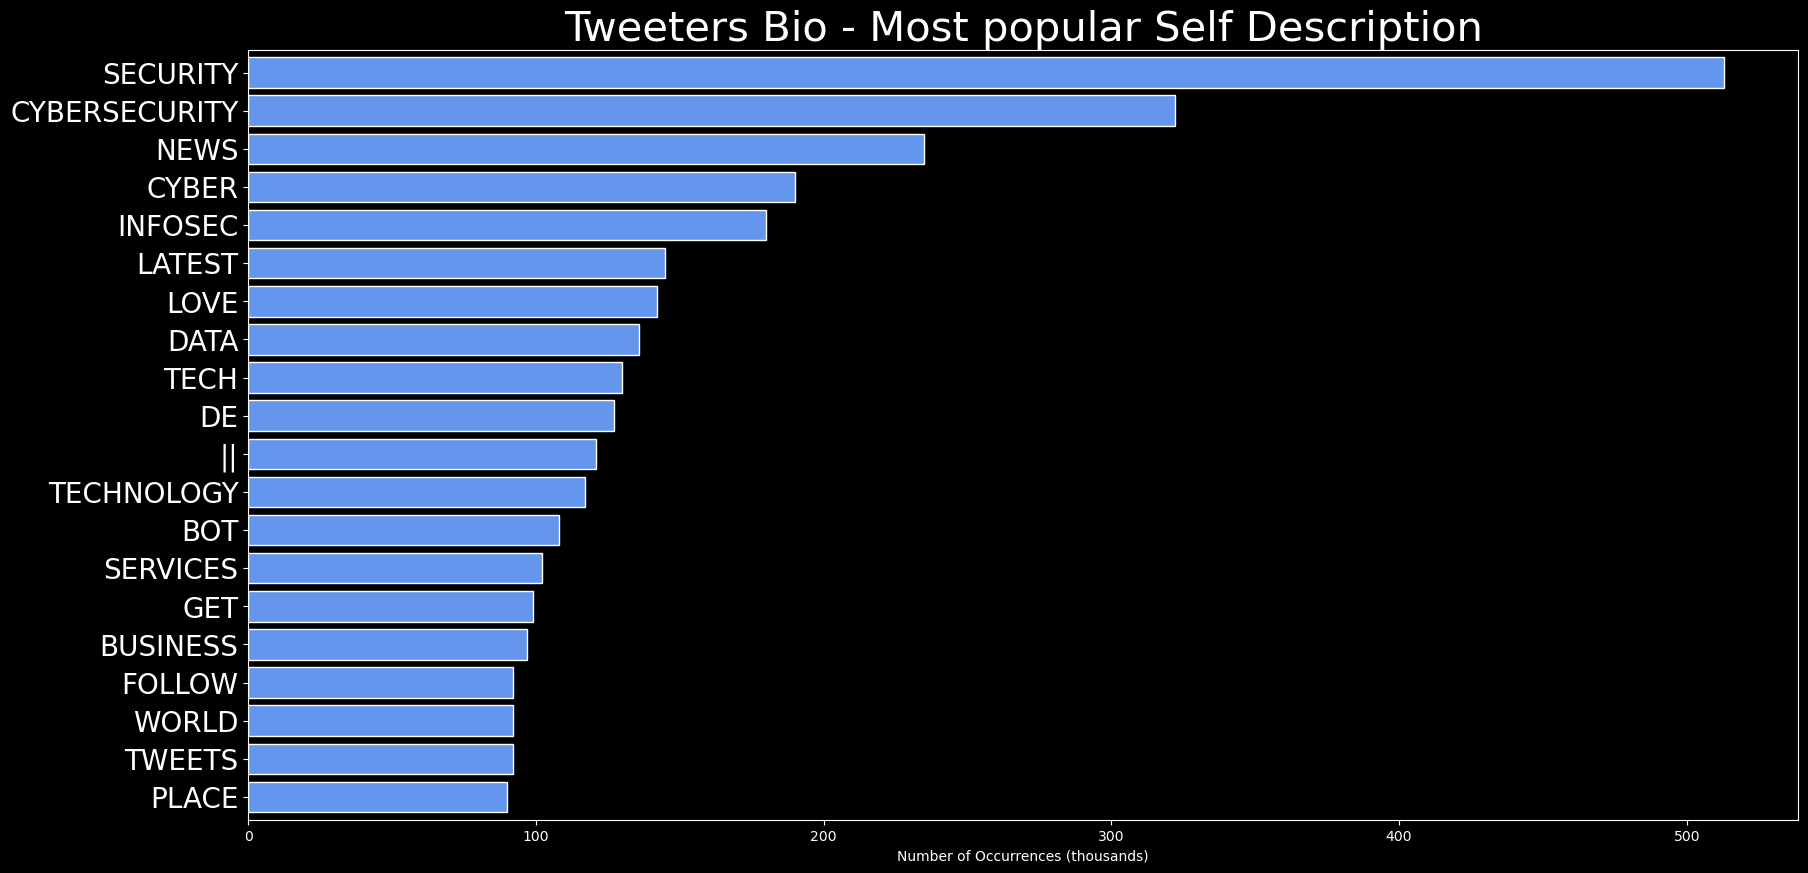 Tweeters Bio - Most popular Self Description
SECURITY
CYBERSECURITY
NEWS
CYBER
INFOSEC
LATEST
LOVE
DATA
TECH
DE
||
TECHNOLOGY
BOT
SERVICES
GET
BUSINESS
FOLLOW
WORLD
TWEETS
PLACE
0 100 200 300 400 500
Number of Occurrences (thousands)